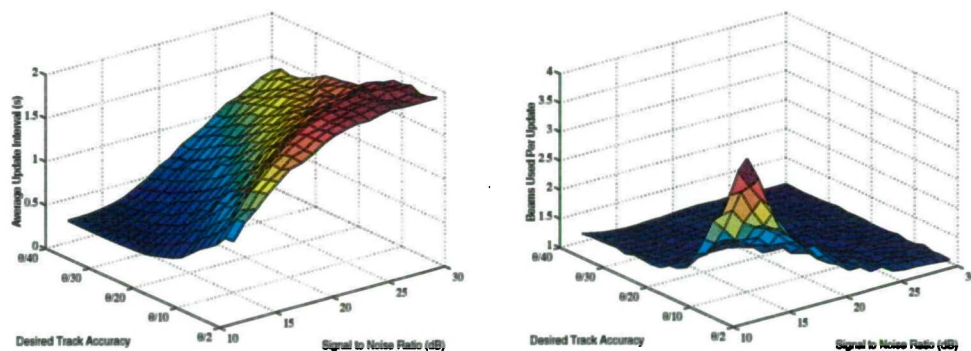 2
1.5
1
0.5
0
Average Update Interval (s)
θ/40
θ/30
θ/20
θ/10
θ/2
10
15
20
25
30
Desired Track Accuracy
Signal to Noise Ratio (dB)
4
3.5
3
2.5
2
1.5
1
Beams Used Per Update
θ/40
θ/30
θ/20
θ/10
θ/2
10
15
20
25
3
Desired Track Accuracy
Signal to Noise Ratio (dB)